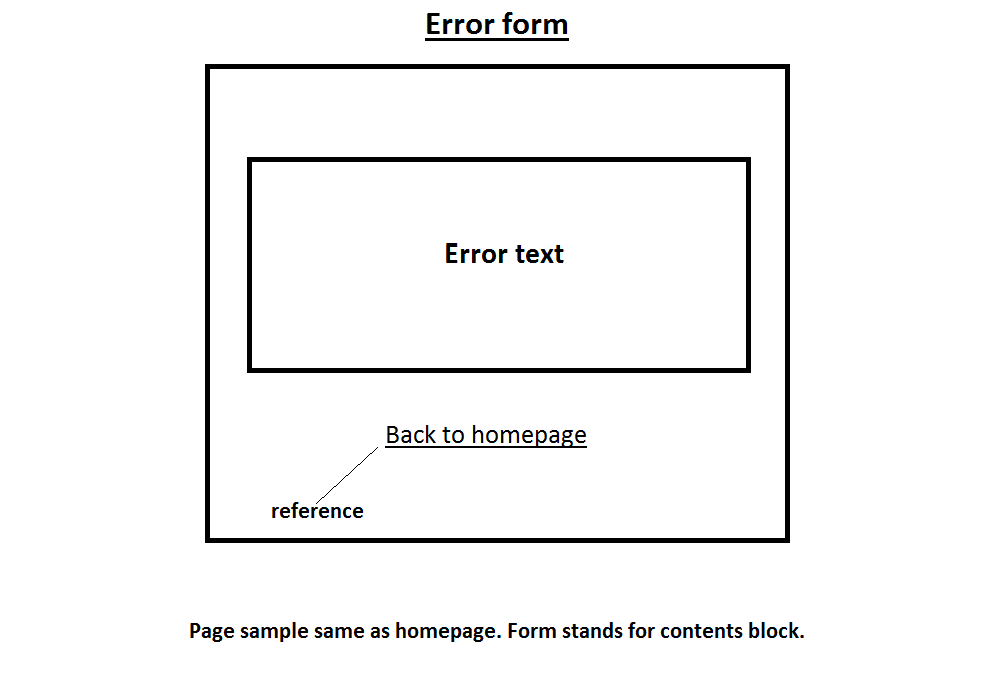 Error form
Error text
Back to homepage
reference
Page sample same as homepage. Form stands for contents block.